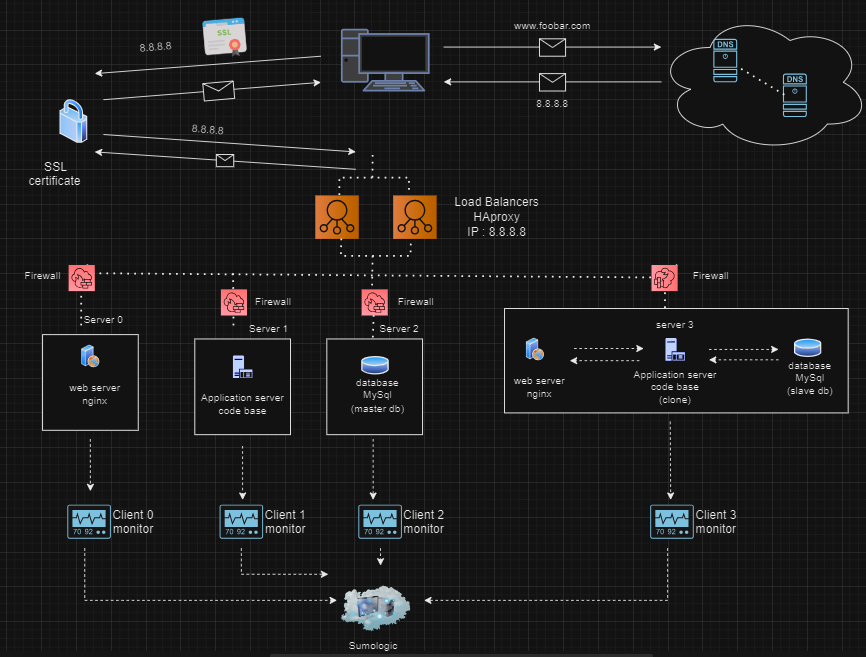 www.foobar.com
8.8.8.8
SSL
DNS
DNS
8.8.8.8
8.8.8.8
SSL
certificate
Load Balancers
HAproxy
IP : 8.8.8.8
Firewall
Firewall
Firewall
Firewall
Server 0
Server 1
Server 2
server 3
web server
nginx
Application server
code base
database
MySql
(master db)
web server
nginx
Application server
code base
(clone)
database
MySql
(slave db)
70 92
Client 0
monitor
70 92
Client 1
monitor
70 92
Client 2
monitor
70 92
Client 3
monitor
Sumologic